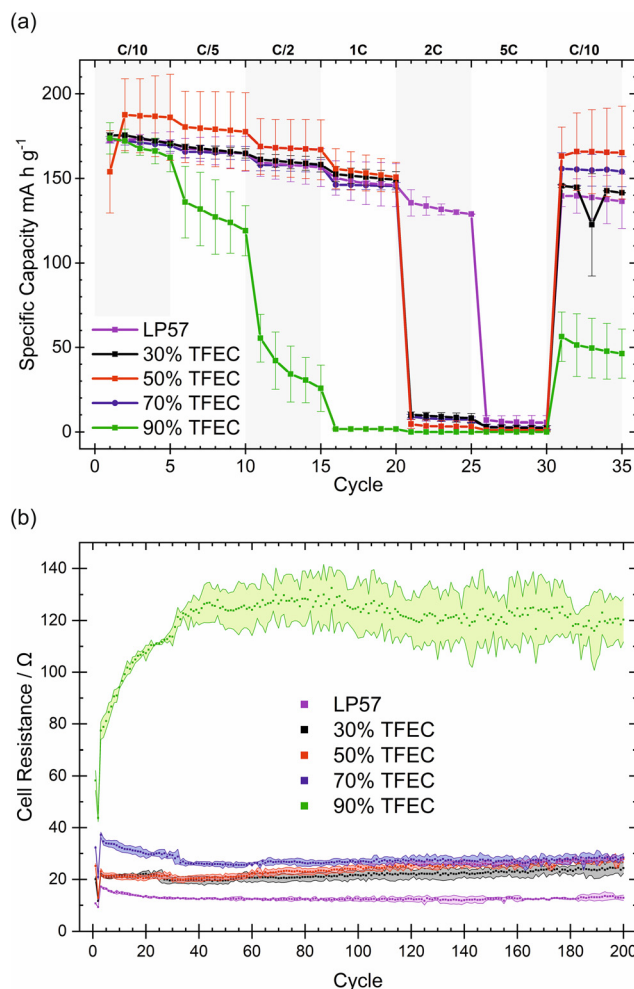 (a)
C/10 C/5 C/2 1C 2C 5C C/10
200
150
100
50
0
Specific Capacity mA h g⁻¹
LP57
30% TFEC
50% TFEC
70% TFEC
90% TFEC
0 5 10 15 20 25 30 35
Cycle
(b)
140
120
100
80
60
40
20
0
Cell Resistance / Ω
LP57
30% TFEC
50% TFEC
70% TFEC
90% TFEC
0 20 40 60 80 100 120 140 160 180 200
Cycle